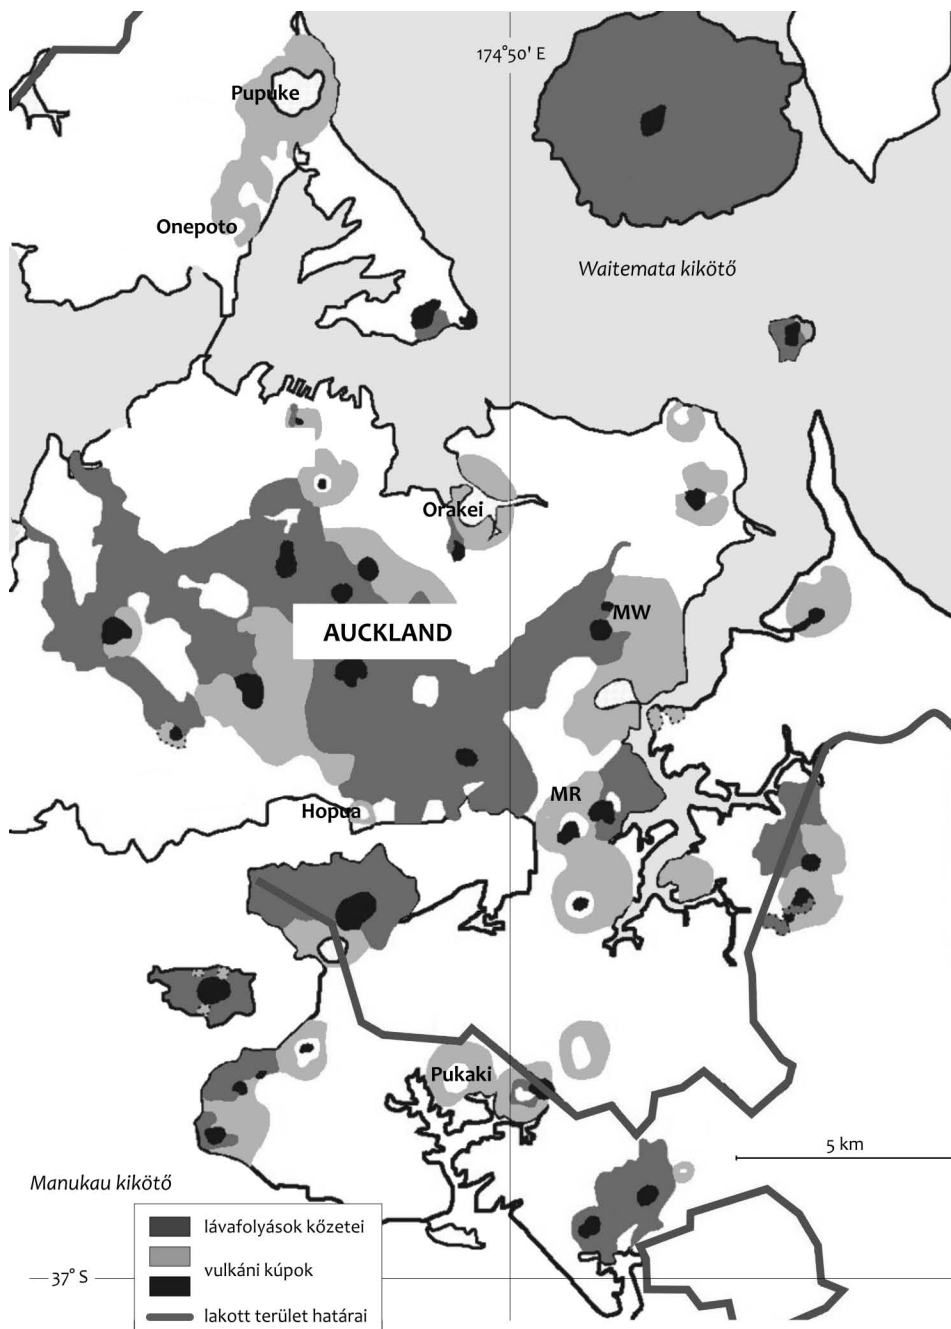 174°50' E
Pupuke
Onepoto
Waitemata kikötő
Orakei
MW
AUCKLAND
MR
Hopua
Pukaki
5 km
Manukau kikötő
lávafolyások kőzetei
vulkáni kúpok
37° S
lakott terület határai